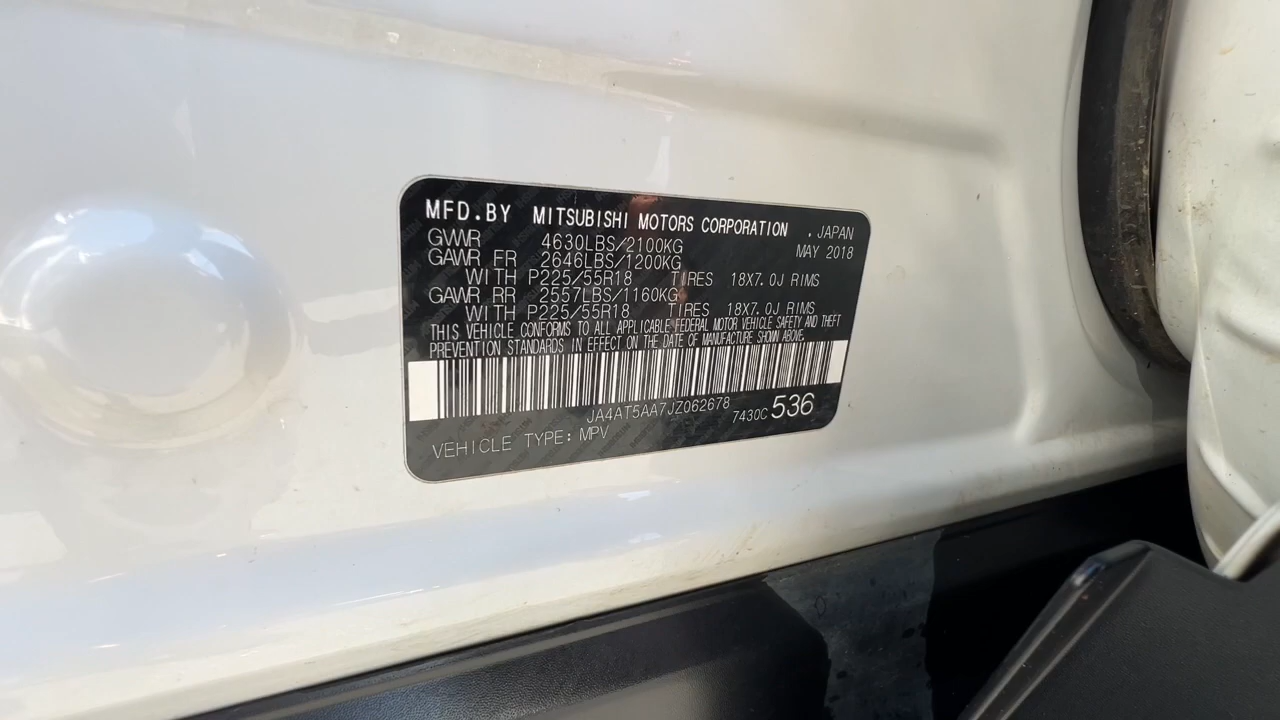 MFD.BY MITSUBISHI MOTORS CORPORATION . JAPAN
GVWR 4630LBS/2100KG MAY 2018
GAWR FR 2646LBS/1200KG
WITH P225/55R18 TIRES 18X7.0J RIMS
GAWR RR 2557LBS/1160KG
WITH P225/55R18 TIRES 18X7.0J RIMS
THIS VEHICLE CONFORMS TO ALL APPLICABLE FEDERAL MOTOR VEHICLE SAFETY AND THEFT
PREVENTION STANDARDS IN EFFECT ON THE DATE OF MANUFACTURE SHOWN ABOVE.
JA4AT5AA7JZ062678 7430C 536
VEHICLE TYPE: MPV